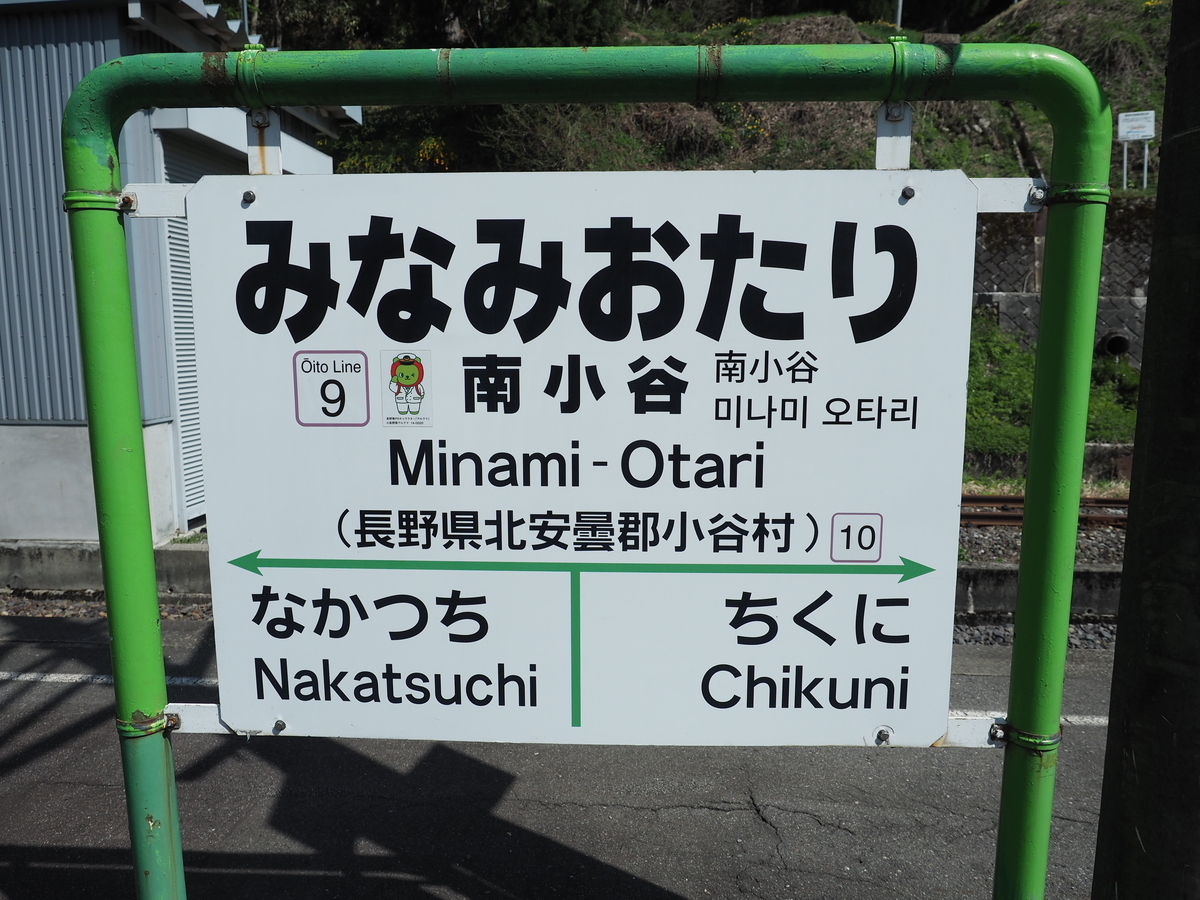 みなみおたり
Ōito Line
9
南小谷
南小谷
미나미 오타리
Minami-Otari
(長野県北安曇郡小谷村) 10
なかつち
ちくに
Nakatsuchi
Chikuni